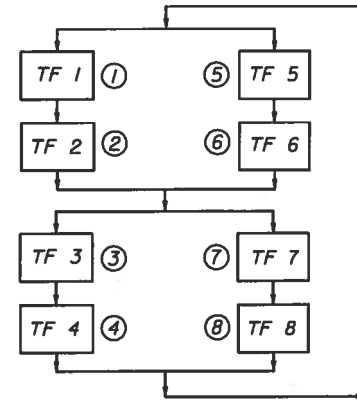 TF 1 ① ⑤ TF 5
TF 2 ② ⑥ TF 6
TF 3 ③ ⑦ TF 7
TF 4 ④ ⑧ TF 8